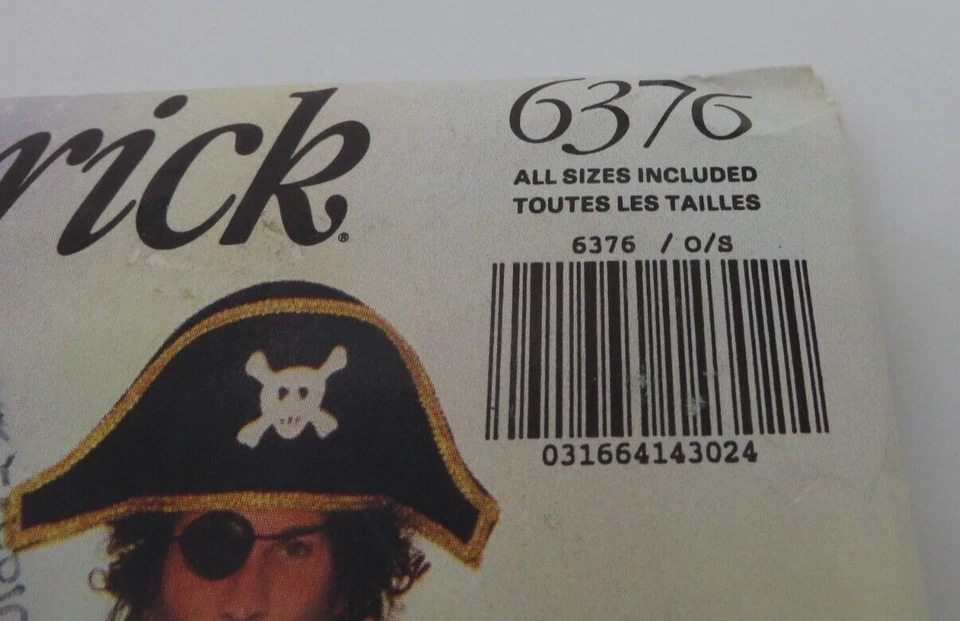 rick®
6376
ALL SIZES INCLUDED
TOUTES LES TAILLES
6376 / O/S
031664143024